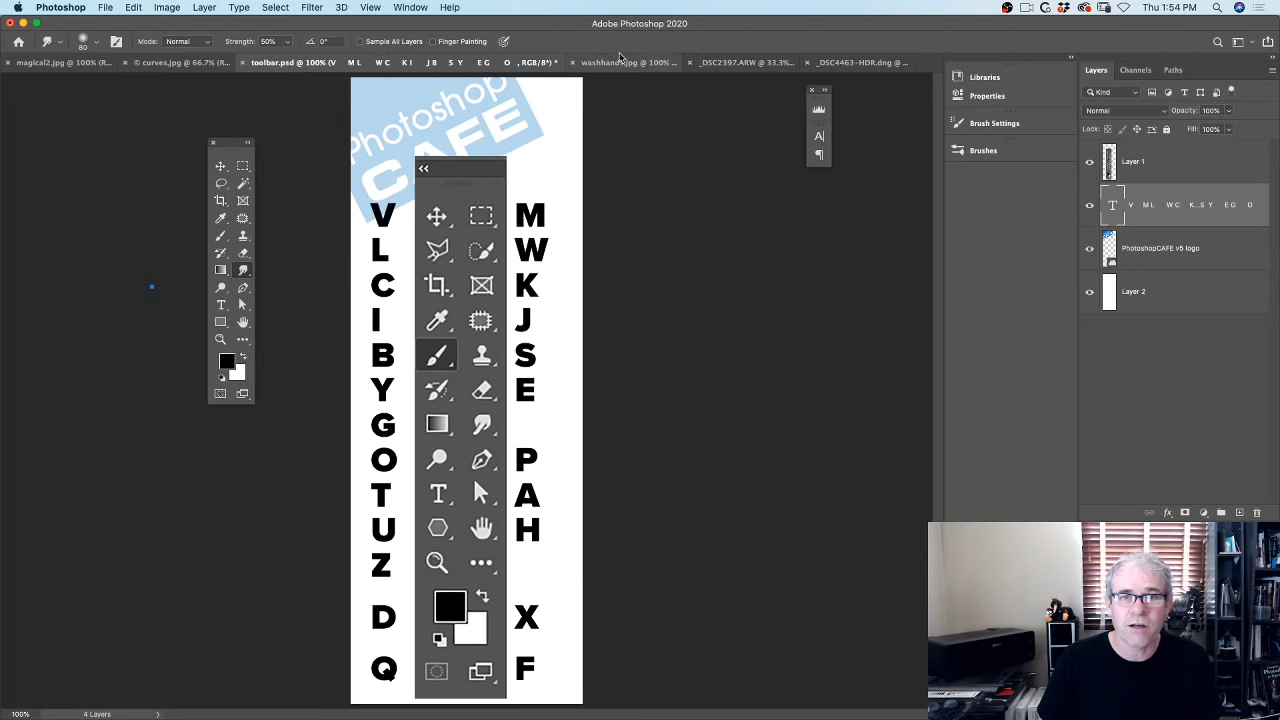 Photoshop File Edit Image Layer Type Select Filter 3D View Window Help Thu 1:54 PM
Adobe Photoshop 2020
80 Mode: Normal Strength: 50% 0° Sample All Layers Finger Painting
magical2.jpg @ 100% (R... © curves.jpg @ 66.7% (R... toolbar.psd @ 100% (V M L W C K I J B S Y E G O , RGB/8*) * washhand.jpg @ 100% ... _DSC2397.ARW @ 33.3%... _DSC4463-HDR.dng @ ...
Libraries
Properties
Brush Settings
Brushes
Layers Channels Paths
Kind
Normal Opacity: 100%
Lock: Fill: 100%
Layer 1
T V M L W C K...S Y E G O
PhotoshopCAFE v5 logo
Layer 2
Photoshop
CAFE
V M
L W
C K
I J
B S
Y E
G
O P
T A
U H
Z
D X
Q F
100% 4 Layers